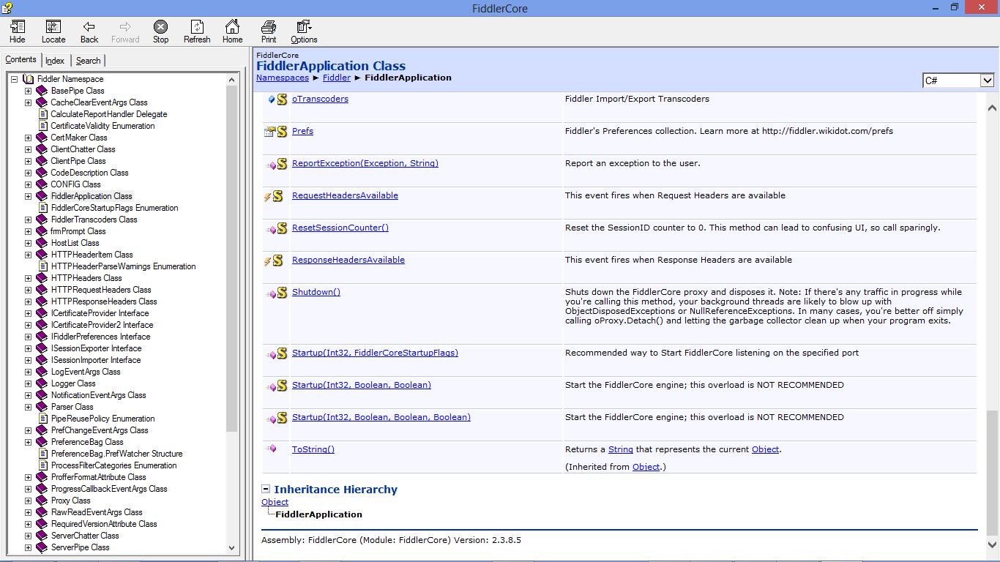 FiddlerCore
Hide Locate Back Forward Stop Refresh Home Print Options
Contents Index Search
Fiddler Namespace
BasePipe Class
CacheClearEventArgs Class
CalculateReportHandler Delegate
CertificateValidity Enumeration
CertMaker Class
ClientChatter Class
ClientPipe Class
CodeDescription Class
CONFIG Class
FiddlerApplication Class
FiddlerCoreStartupFlags Enumeration
FiddlerTranscoders Class
frmPrompt Class
HostList Class
HTTPHeaderItem Class
HTTPHeaderParseWarnings Enumeration
HTTPHeaders Class
HTTPRequestHeaders Class
HTTPResponseHeaders Class
ICertificateProvider Interface
ICertificateProvider2 Interface
IFiddlerPreferences Interface
ISessionExporter Interface
ISessionImporter Interface
LogEventArgs Class
Logger Class
NotificationEventArgs Class
Parser Class
PipeReusePolicy Enumeration
PrefChangeEventArgs Class
PreferenceBag Class
PreferenceBag.PrefWatcher Structure
ProcessFilterCategories Enumeration
ProfferFormatAttribute Class
ProgressCallbackEventArgs Class
Proxy Class
RawReadEventArgs Class
RequiredVersionAttribute Class
ServerChatter Class
ServerPipe Class
FiddlerCore
FiddlerApplication Class
Namespaces ► Fiddler ► FiddlerApplication
C#
oTranscoders Fiddler Import/Export Transcoders
Prefs Fiddler's Preferences collection. Learn more at http://fiddler.wikidot.com/prefs
ReportException(Exception, String) Report an exception to the user.
RequestHeadersAvailable This event fires when Request Headers are available
ResetSessionCounter() Reset the SessionID counter to 0. This method can lead to confusing UI, so call sparingly.
ResponseHeadersAvailable This event fires when Response Headers are available
Shutdown() Shuts down the FiddlerCore proxy and disposes it. Note: If there's any traffic in progress while
you're calling this method, your background threads are likely to blow up with
ObjectDisposedExceptions or NullReferenceExceptions. In many cases, you're better off simply
calling oProxy.Detach() and letting the garbage collector clean up when your program exits.
Startup(Int32, FiddlerCoreStartupFlags) Recommended way to Start FiddlerCore listening on the specified port
Startup(Int32, Boolean, Boolean) Start the FiddlerCore engine; this overload is NOT RECOMMENDED
Startup(Int32, Boolean, Boolean, Boolean) Start the FiddlerCore engine; this overload is NOT RECOMMENDED
ToString() Returns a String that represents the current Object.
(Inherited from Object.)
Inheritance Hierarchy
Object
FiddlerApplication
Assembly: FiddlerCore (Module: FiddlerCore) Version: 2.3.8.5